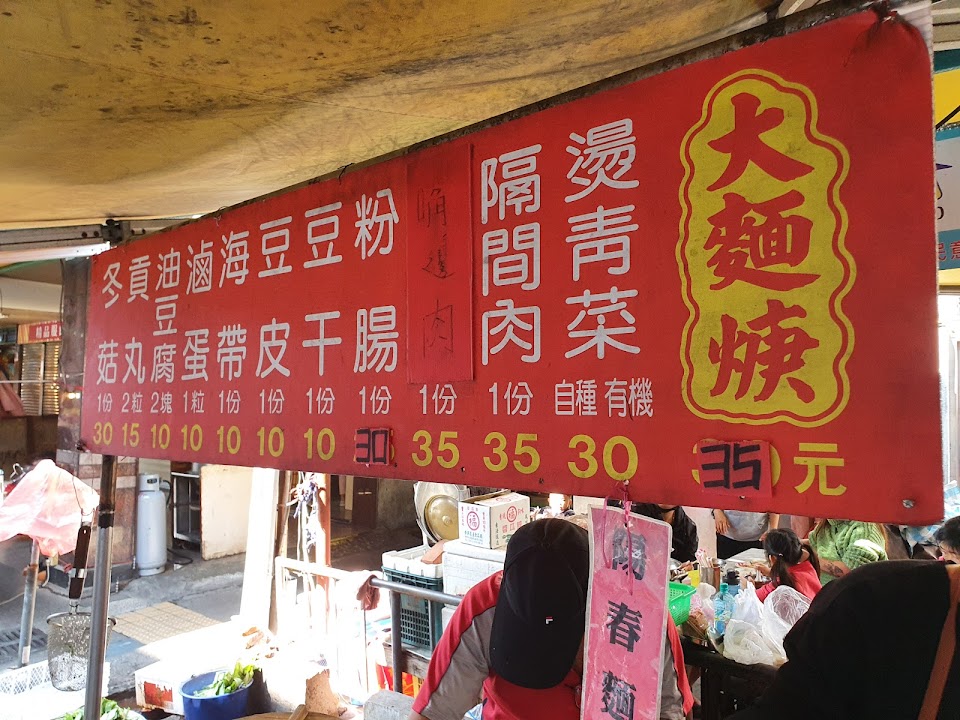 大麵焿
35元
燙青菜
自種有機
30
隔間肉
1份
35
肉
1份
35
粉腸
1份
30
豆干
1份
10
豆皮
1份
10
海帶
1份
10
滷蛋
1粒
10
油豆腐
2塊
10
貢丸
2粒
15
冬菇
1份
30
陽春麵